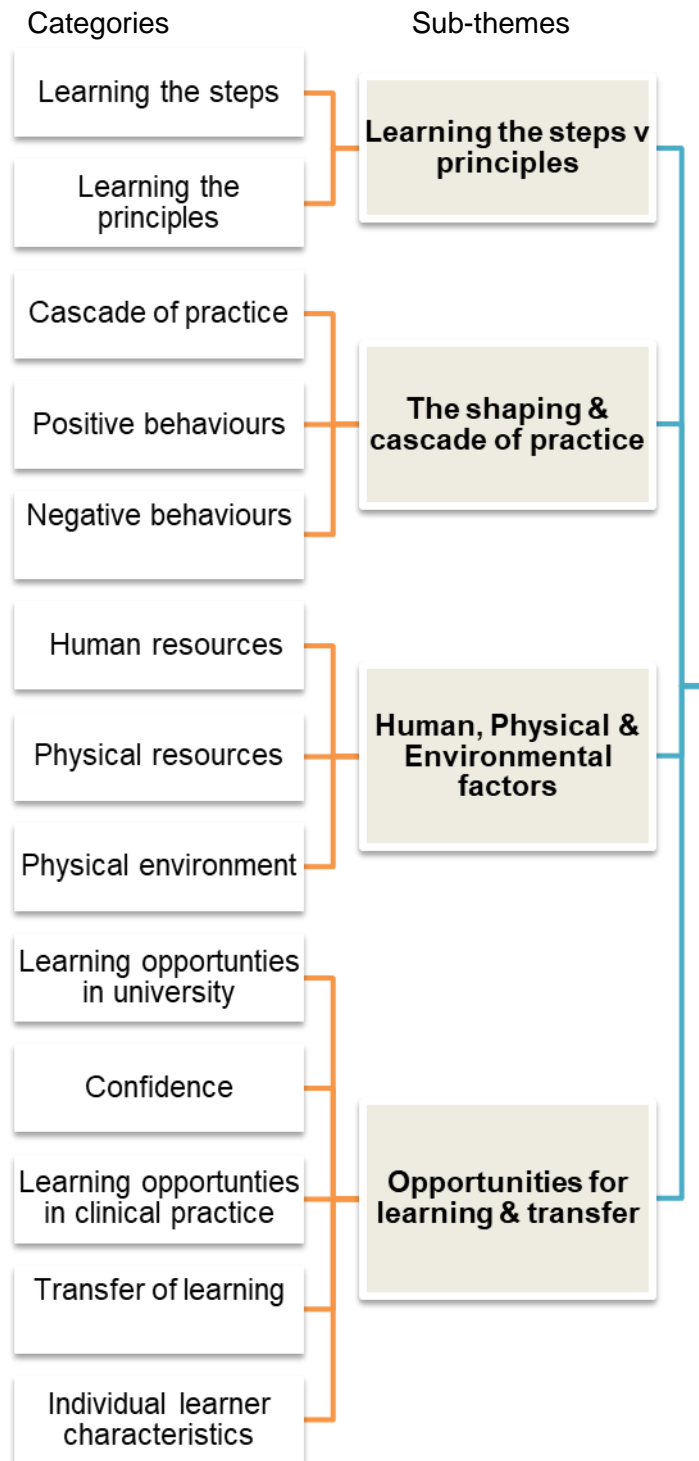 Categories
Sub-themes
Learning the steps
Learning the
principles
Learning the steps v
principles
Cascade of practice
Positive behaviours
Negative behaviours
The shaping &
cascade of practice
Human resources
Physical resources
Physical environment
Human, Physical &
Environmental
factors
Learning opportunties
in university
Confidence
Learning opportunties
in clinical practice
Transfer of learning
Individual learner
characteristics
Opportunities for
learning & transfer